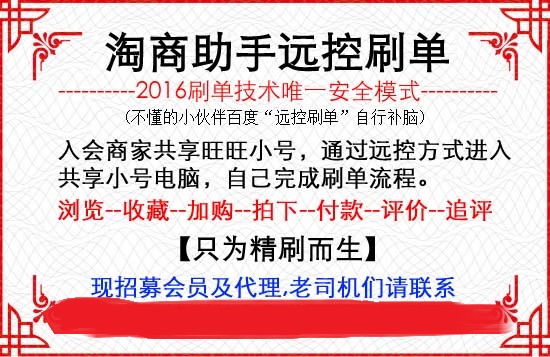 淘商助手远控刷单
----------2016刷单技术唯一安全模式----------
(不懂的小伙伴百度“远控刷单”自行补脑)
入会商家共享旺旺小号，通过远控方式进入
共享小号电脑，自己完成刷单流程。
浏览--收藏--加购--拍下--付款--评价--追评
【只为精刷而生】
现招募会员及代理,老司机们请联系